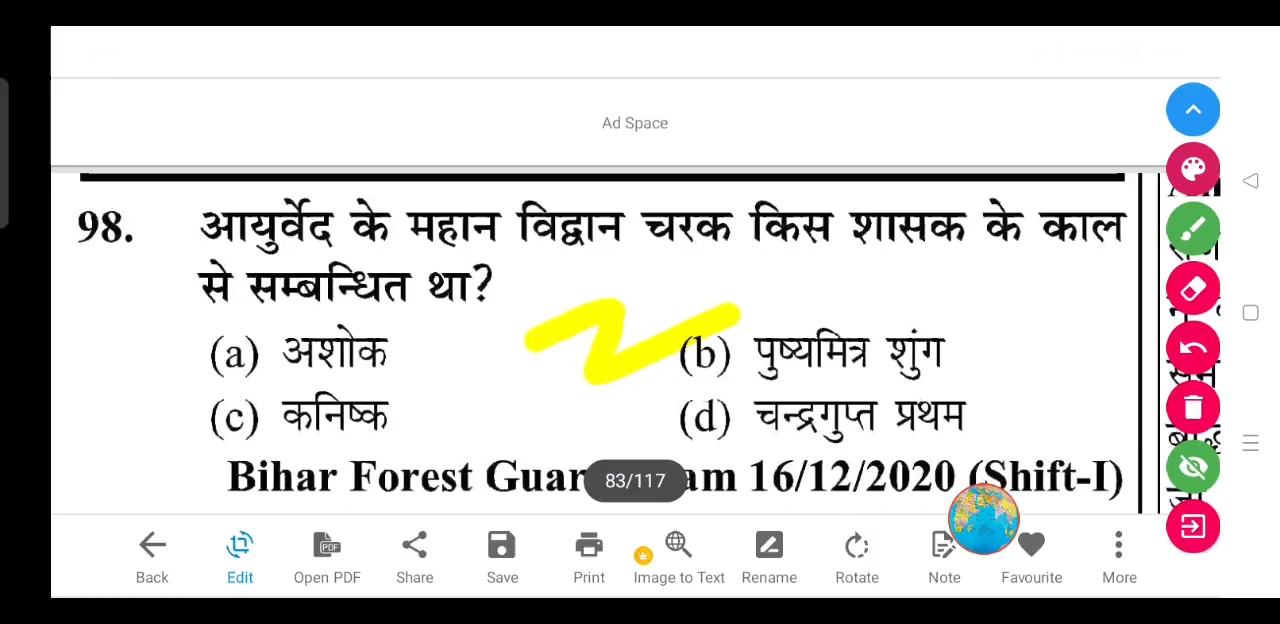 Ad Space
98. आयुर्वेद के महान विद्वान चरक किस शासक के काल
से सम्बन्धित था?
(a) अशोक (b) पुष्यमित्र शुंग
(c) कनिष्क (d) चन्द्रगुप्त प्रथम
Bihar Forest Guar am 16/12/2020 (Shift-I)
83/117
Back Edit Open PDF Share Save Print Image to Text Rename Rotate Note Favourite More